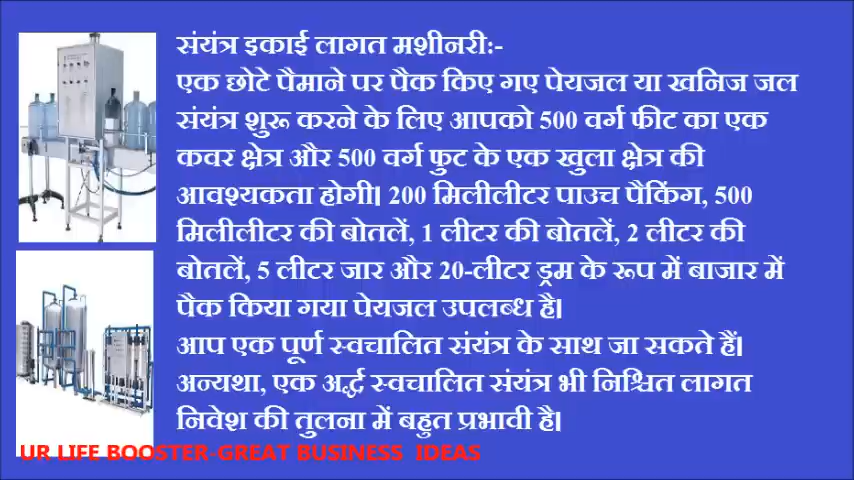 संयंत्र इकाई लागत मशीनरी:-
एक छोटे पैमाने पर पैक किए गए पेयजल या खनिज जल
संयंत्र शुरू करने के लिए आपको 500 वर्ग फीट का एक
कवर क्षेत्र और 500 वर्ग फुट के एक खुला क्षेत्र की
आवश्यकता होगी। 200 मिलीलीटर पाउच पैकिंग, 500
मिलीलीटर की बोतलें, 1 लीटर की बोतलें, 2 लीटर की
बोतलें, 5 लीटर जार और 20-लीटर ड्रम के रूप में बाजार में
पैक किया गया पेयजल उपलब्ध है।
आप एक पूर्ण स्वचालित संयंत्र के साथ जा सकते हैं।
अन्यथा, एक अर्द्ध स्वचालित संयंत्र भी निश्चित लागत
निवेश की तुलना में बहुत प्रभावी है।
UR LIFE BOOSTER-GREAT BUSINESS IDEAS